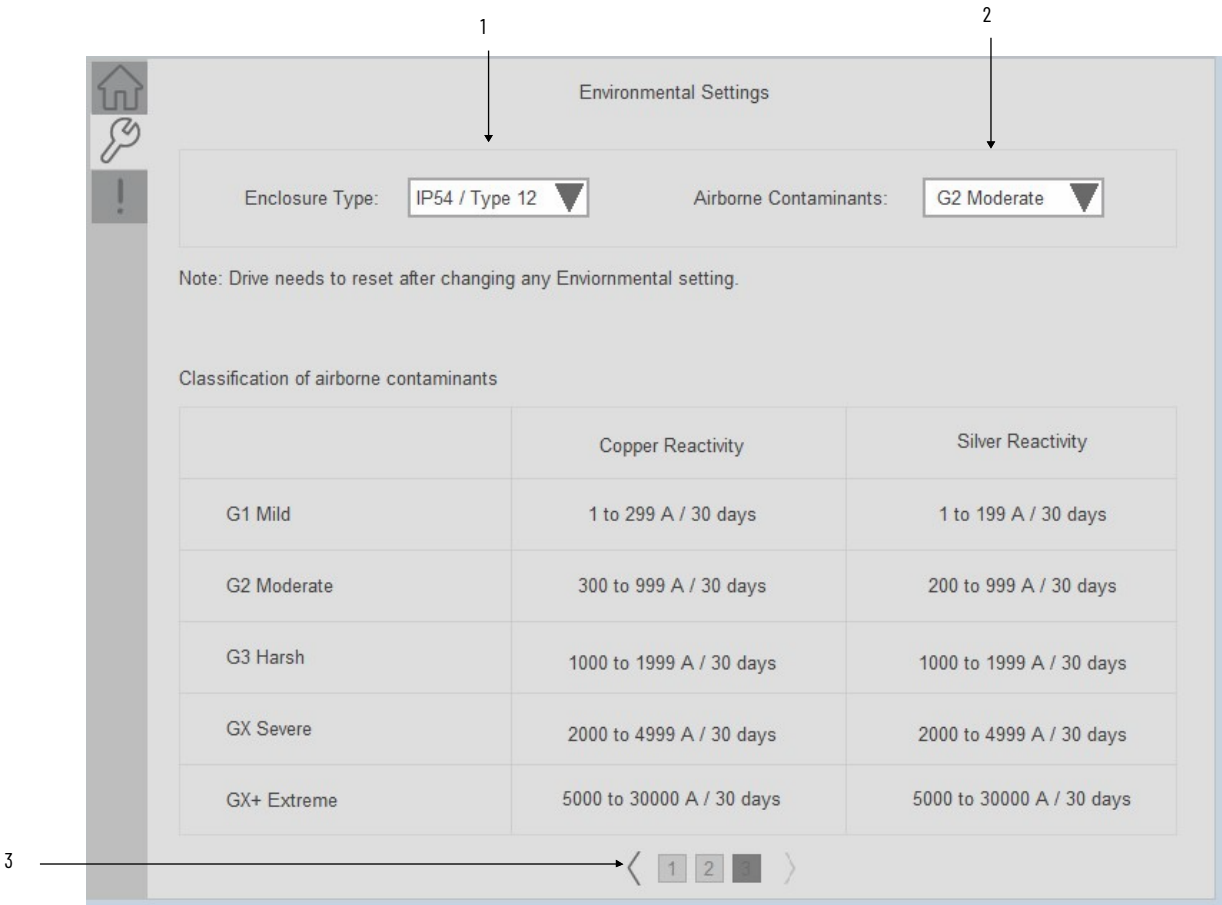 1
2
Environmental Settings
Enclosure Type: IP54 / Type 12 Airborne Contaminants: G2 Moderate
Note: Drive needs to reset after changing any Enviornmental setting.
Classification of airborne contaminants
Copper Reactivity Silver Reactivity
G1 Mild 1 to 299 A / 30 days 1 to 199 A / 30 days
G2 Moderate 300 to 999 A / 30 days 200 to 999 A / 30 days
G3 Harsh 1000 to 1999 A / 30 days 1000 to 1999 A / 30 days
GX Severe 2000 to 4999 A / 30 days 2000 to 4999 A / 30 days
GX+ Extreme 5000 to 30000 A / 30 days 5000 to 30000 A / 30 days
3
1 2 3